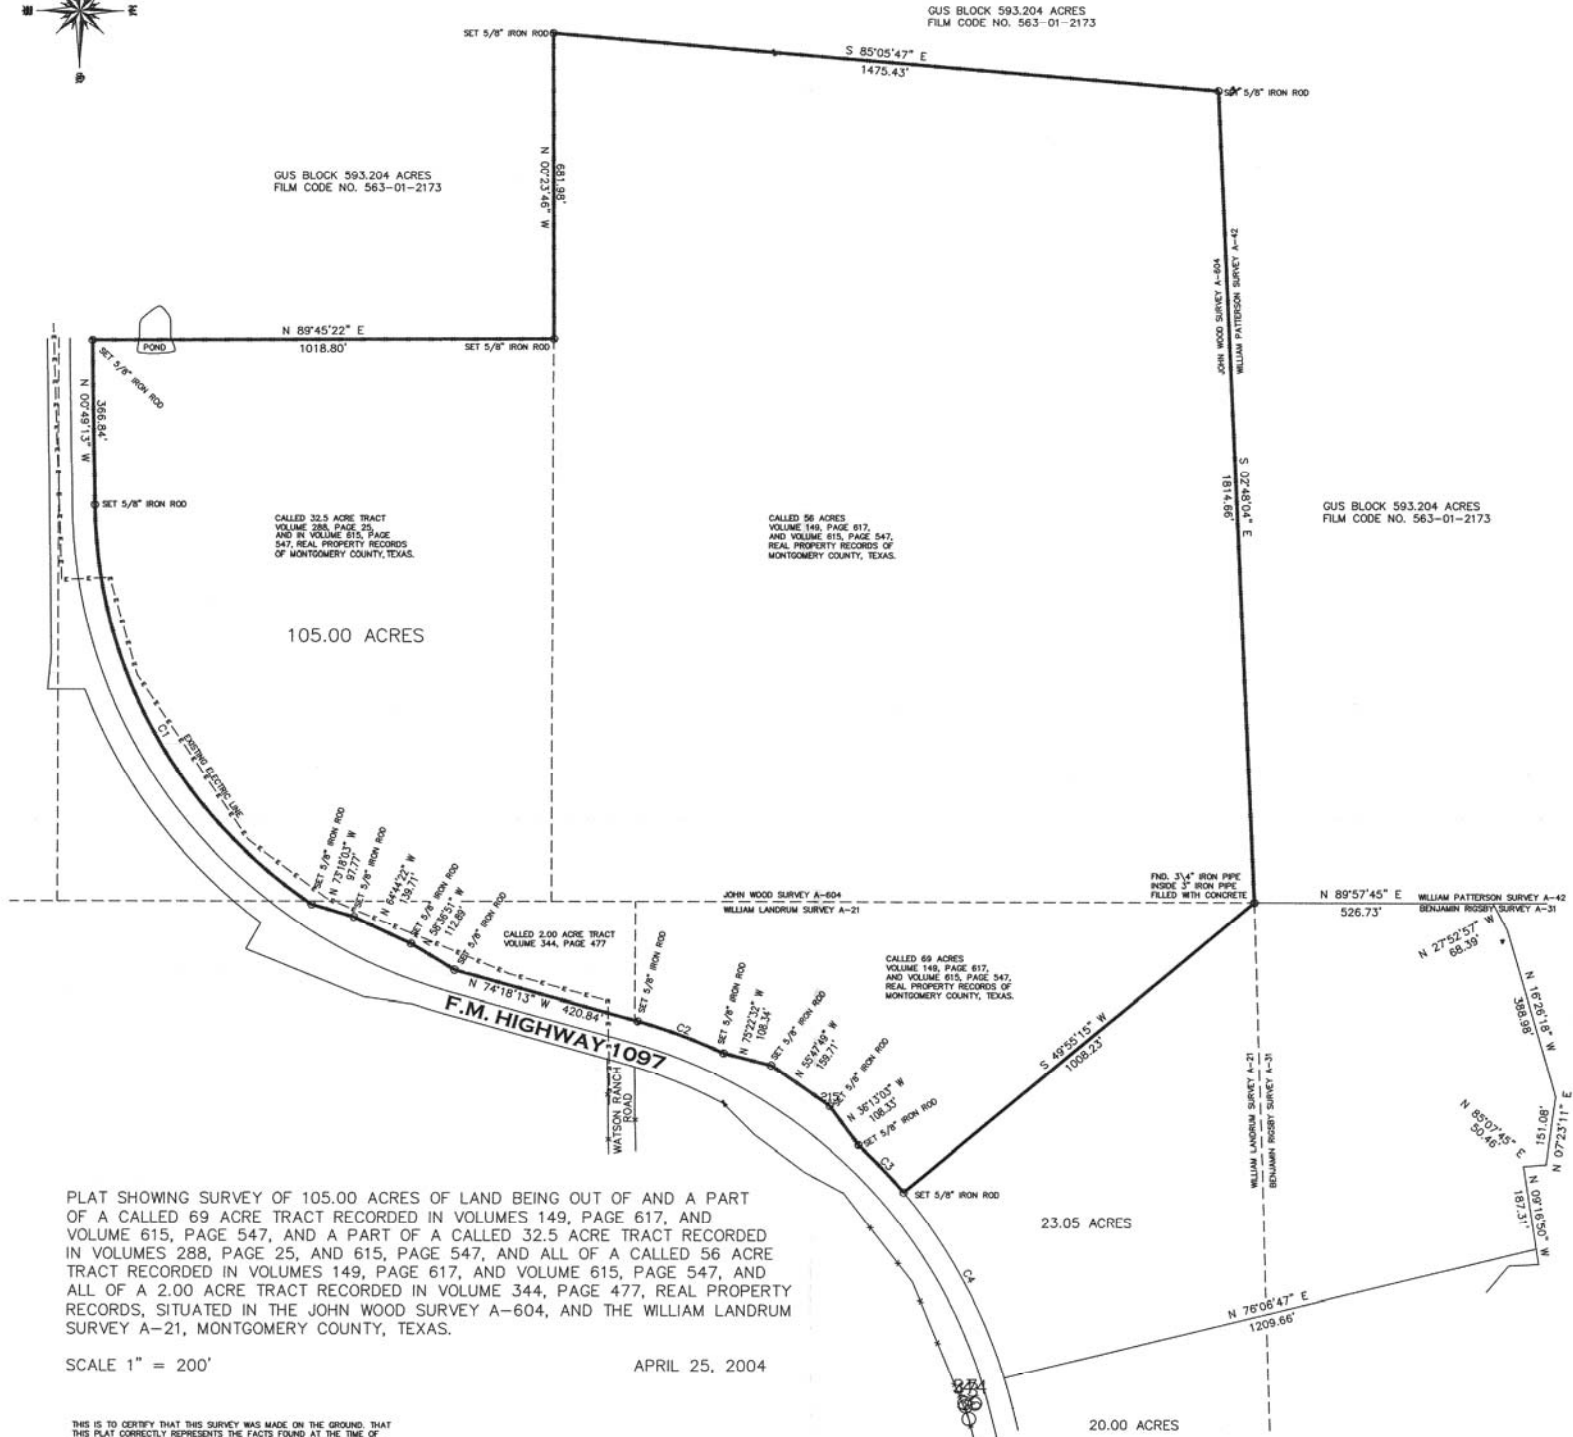 GUS BLOCK 593.204 ACRES
FILM CODE NO. 563-01-2173
SET 5/8" IRON ROD
S 85°05'47" E
1475.43'
SET 5/8" IRON ROD
S
GUS BLOCK 593.204 ACRES
FILM CODE NO. 563-01-2173
N 00°23'46" W
681.98'
JOHN WOOD SURVEY A-604
WILLIAM PATTERSON SURVEY A-42
N 89°45'22" E
1018.80'
POND
SET 5/8" IRON ROD
SET 5/8" IRON ROD
N 00°49'13" W
366.84'
SET 5/8" IRON ROD
S 02°48'04" E
1814.66'
GUS BLOCK 593.204 ACRES
FILM CODE NO. 563-01-2173
CALLED 32.5 ACRE TRACT
VOLUME 288, PAGE 25,
AND IN VOLUME 615, PAGE
547, REAL PROPERTY RECORDS
OF MONTGOMERY COUNTY, TEXAS.
CALLED 56 ACRES
VOLUME 149, PAGE 617,
AND VOLUME 615, PAGE 547,
REAL PROPERTY RECORDS OF
MONTGOMERY COUNTY, TEXAS.
105.00 ACRES
C1
EXISTING ELECTRIC LINE
SET 5/8" IRON ROD
N 73°18'03" W
97.77'
SET 5/8" IRON ROD
N 64°44'22" W
139.71'
SET 5/8" IRON ROD
N 58°36'51" W
112.89'
SET 5/8" IRON ROD
JOHN WOOD SURVEY A-604
WILLIAM LANDRUM SURVEY A-21
FND. 3\4" IRON PIPE
INSIDE 3" IRON PIPE
FILLED WITH CONCRETE
N 89°57'45" E
526.73'
WILLIAM PATTERSON SURVEY A-42
BENJAMIN RIGSBY SURVEY A-31
CALLED 2.00 ACRE TRACT
VOLUME 344, PAGE 477
N 27°52'57" W
68.39'
CALLED 69 ACRES
VOLUME 149, PAGE 617,
AND VOLUME 615, PAGE 547,
REAL PROPERTY RECORDS OF
MONTGOMERY COUNTY, TEXAS.
N 74°18'13" W 420.84'
SET 5/8" IRON ROD
C2
SET 5/8" IRON ROD
N 75°22'32" W
108.34'
SET 5/8" IRON ROD
N 55°47'49" W
159.71'
SET 5/8" IRON ROD
215
N 36°13'03" W
108.33'
SET 5/8" IRON ROD
C3
SET 5/8" IRON ROD
F.M. HIGHWAY 1097
WATSON RANCH
ROAD
S 49°55'15" W
1008.23'
N 16°26'18" W
388.98'
WILLIAM LANDRUM SURVEY A-21
BENJAMIN RIGSBY SURVEY A-31
N 85°07'45" E
50.46'
151.08'
N 07°23'11" E
N 09°16'50" W
187.31'
PLAT SHOWING SURVEY OF 105.00 ACRES OF LAND BEING OUT OF AND A PART
OF A CALLED 69 ACRE TRACT RECORDED IN VOLUMES 149, PAGE 617, AND
VOLUME 615, PAGE 547, AND A PART OF A CALLED 32.5 ACRE TRACT RECORDED
IN VOLUMES 288, PAGE 25, AND 615, PAGE 547, AND ALL OF A CALLED 56 ACRE
TRACT RECORDED IN VOLUMES 149, PAGE 617, AND VOLUME 615, PAGE 547, AND
ALL OF A 2.00 ACRE TRACT RECORDED IN VOLUME 344, PAGE 477, REAL PROPERTY
RECORDS, SITUATED IN THE JOHN WOOD SURVEY A-604, AND THE WILLIAM LANDRUM
SURVEY A-21, MONTGOMERY COUNTY, TEXAS.
23.05 ACRES
C4
N 76°06'47" E
1209.66'
SCALE 1" = 200'
APRIL 25, 2004
20.00 ACRES
THIS IS TO CERTIFY THAT THIS SURVEY WAS MADE ON THE GROUND, THAT
THIS PLAT CORRECTLY REPRESENTS THE FACTS FOUND AT THE TIME OF